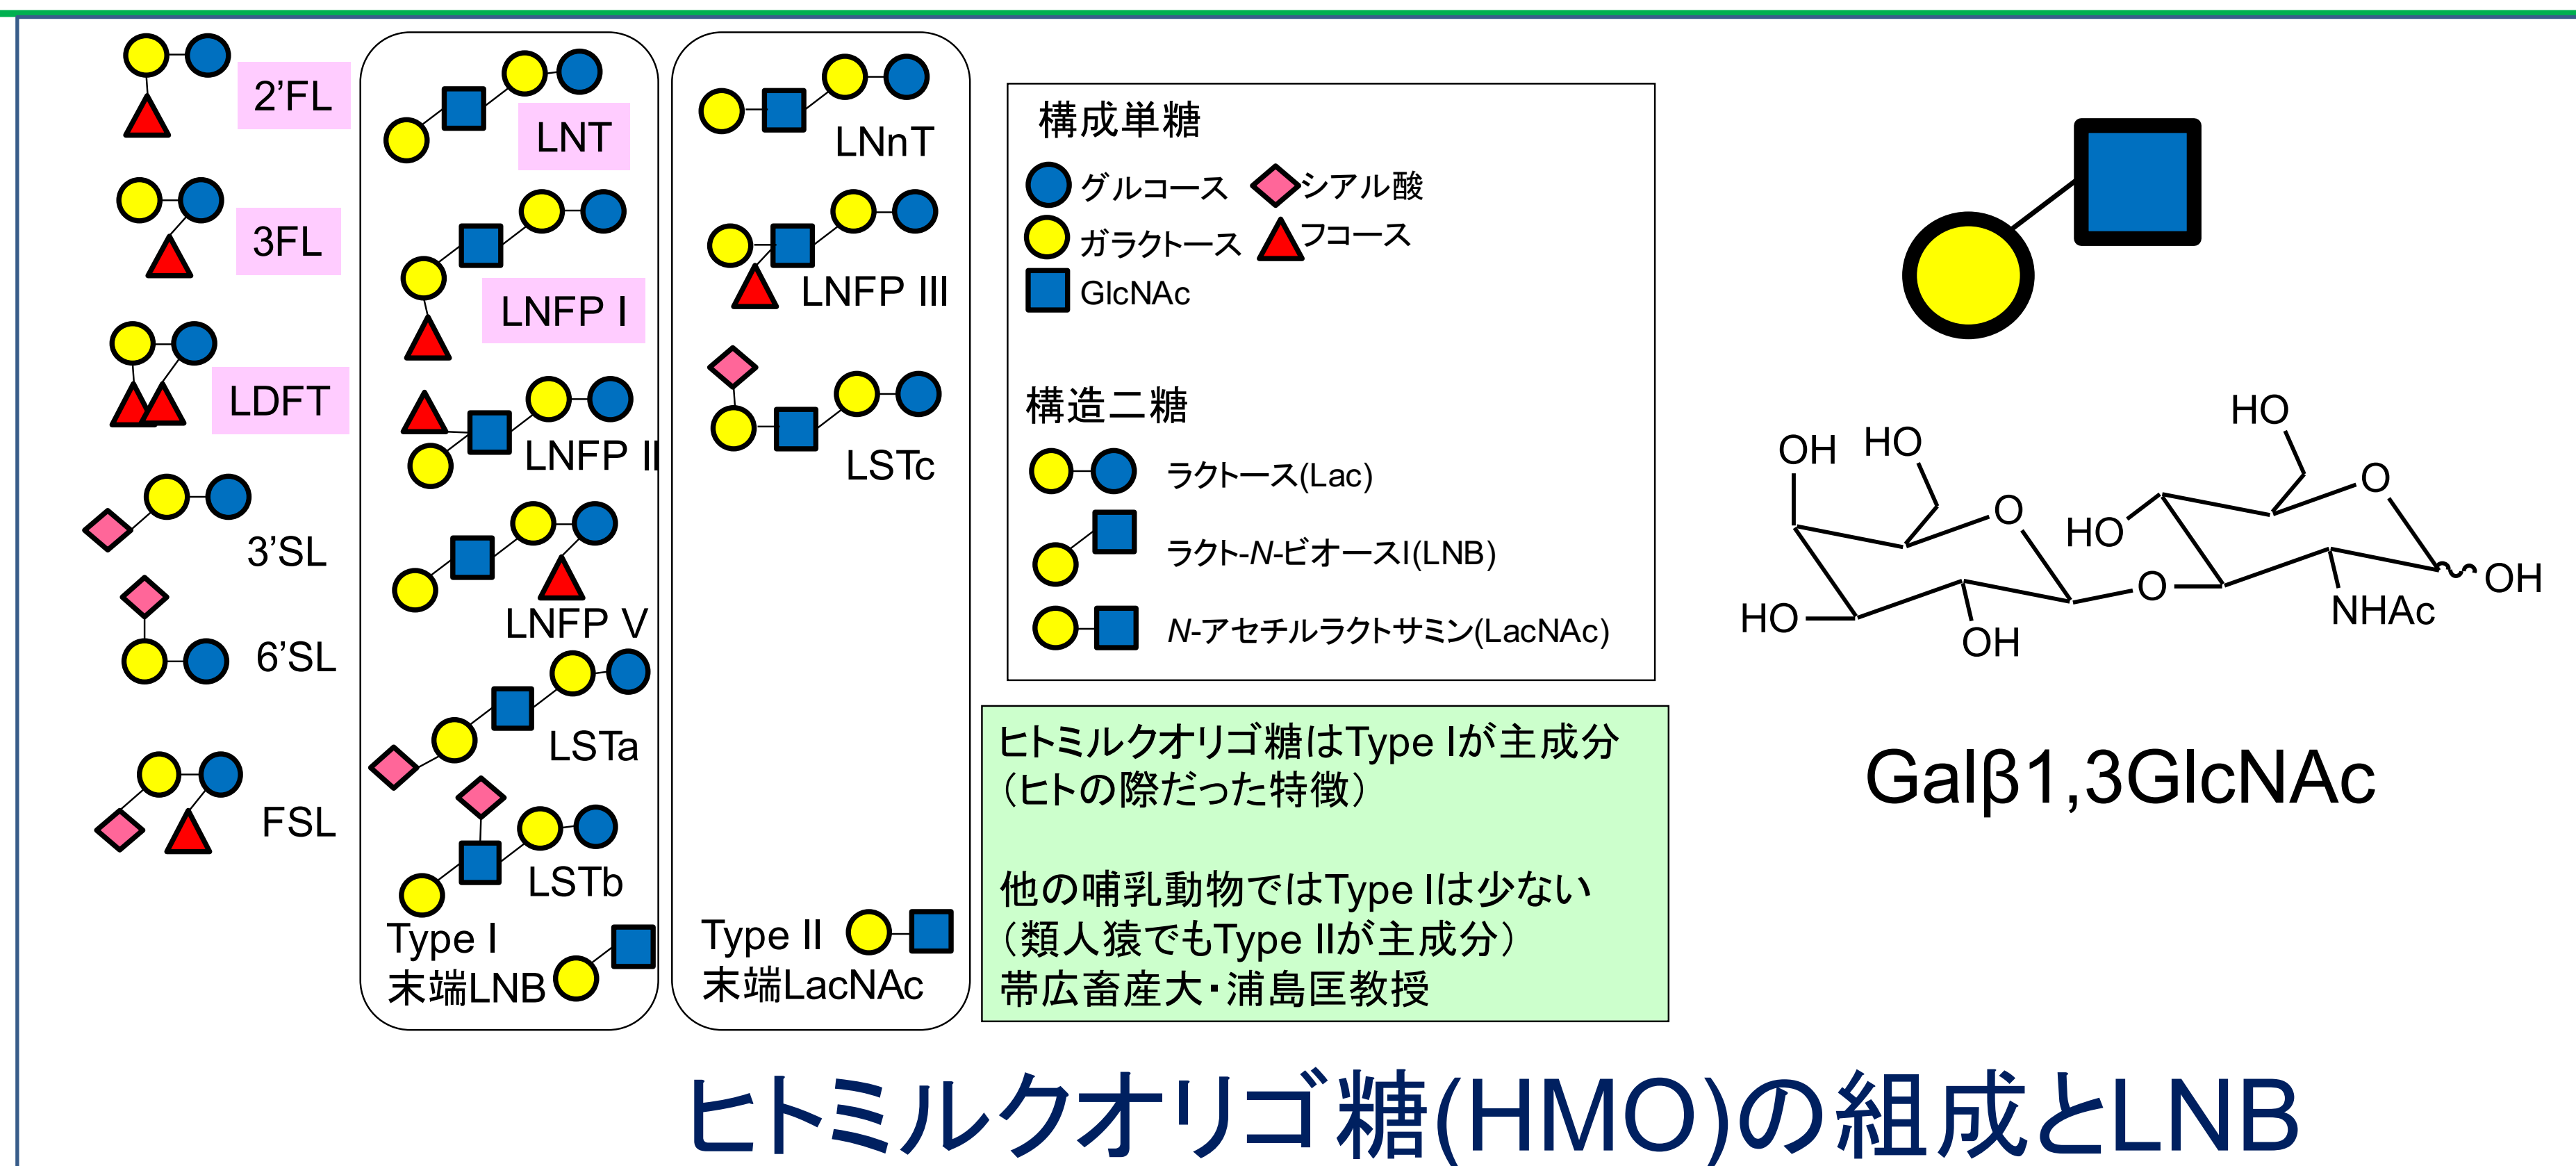 2’FL
3FL
LDFT
3’SL
6’SL
FSL
LNT
LNFP I
LNFP II
LNFP V
LSTa
LSTb
Type I
末端LNB
LNnT
LNFP III
LSTc
Type II
末端LacNAc
構成単糖
グルコース シアル酸
ガラクトース フコース
GlcNAc
構造二糖
ラクトース(Lac)
ラクト-N-ビオースI(LNB)
N-アセチルラクトサミン(LacNAc)
ヒトミルクオリゴ糖はType Iが主成分
（ヒトの際だった特徴）
他の哺乳動物ではType Iは少ない
（類人猿でもType IIが主成分）
帯広畜産大・浦島匡教授
HO
OH HO
O
O
HO
O
OH
HO
NHAc
OH
Galβ1,3GlcNAc
ヒトミルクオリゴ糖(HMO)の組成とLNB